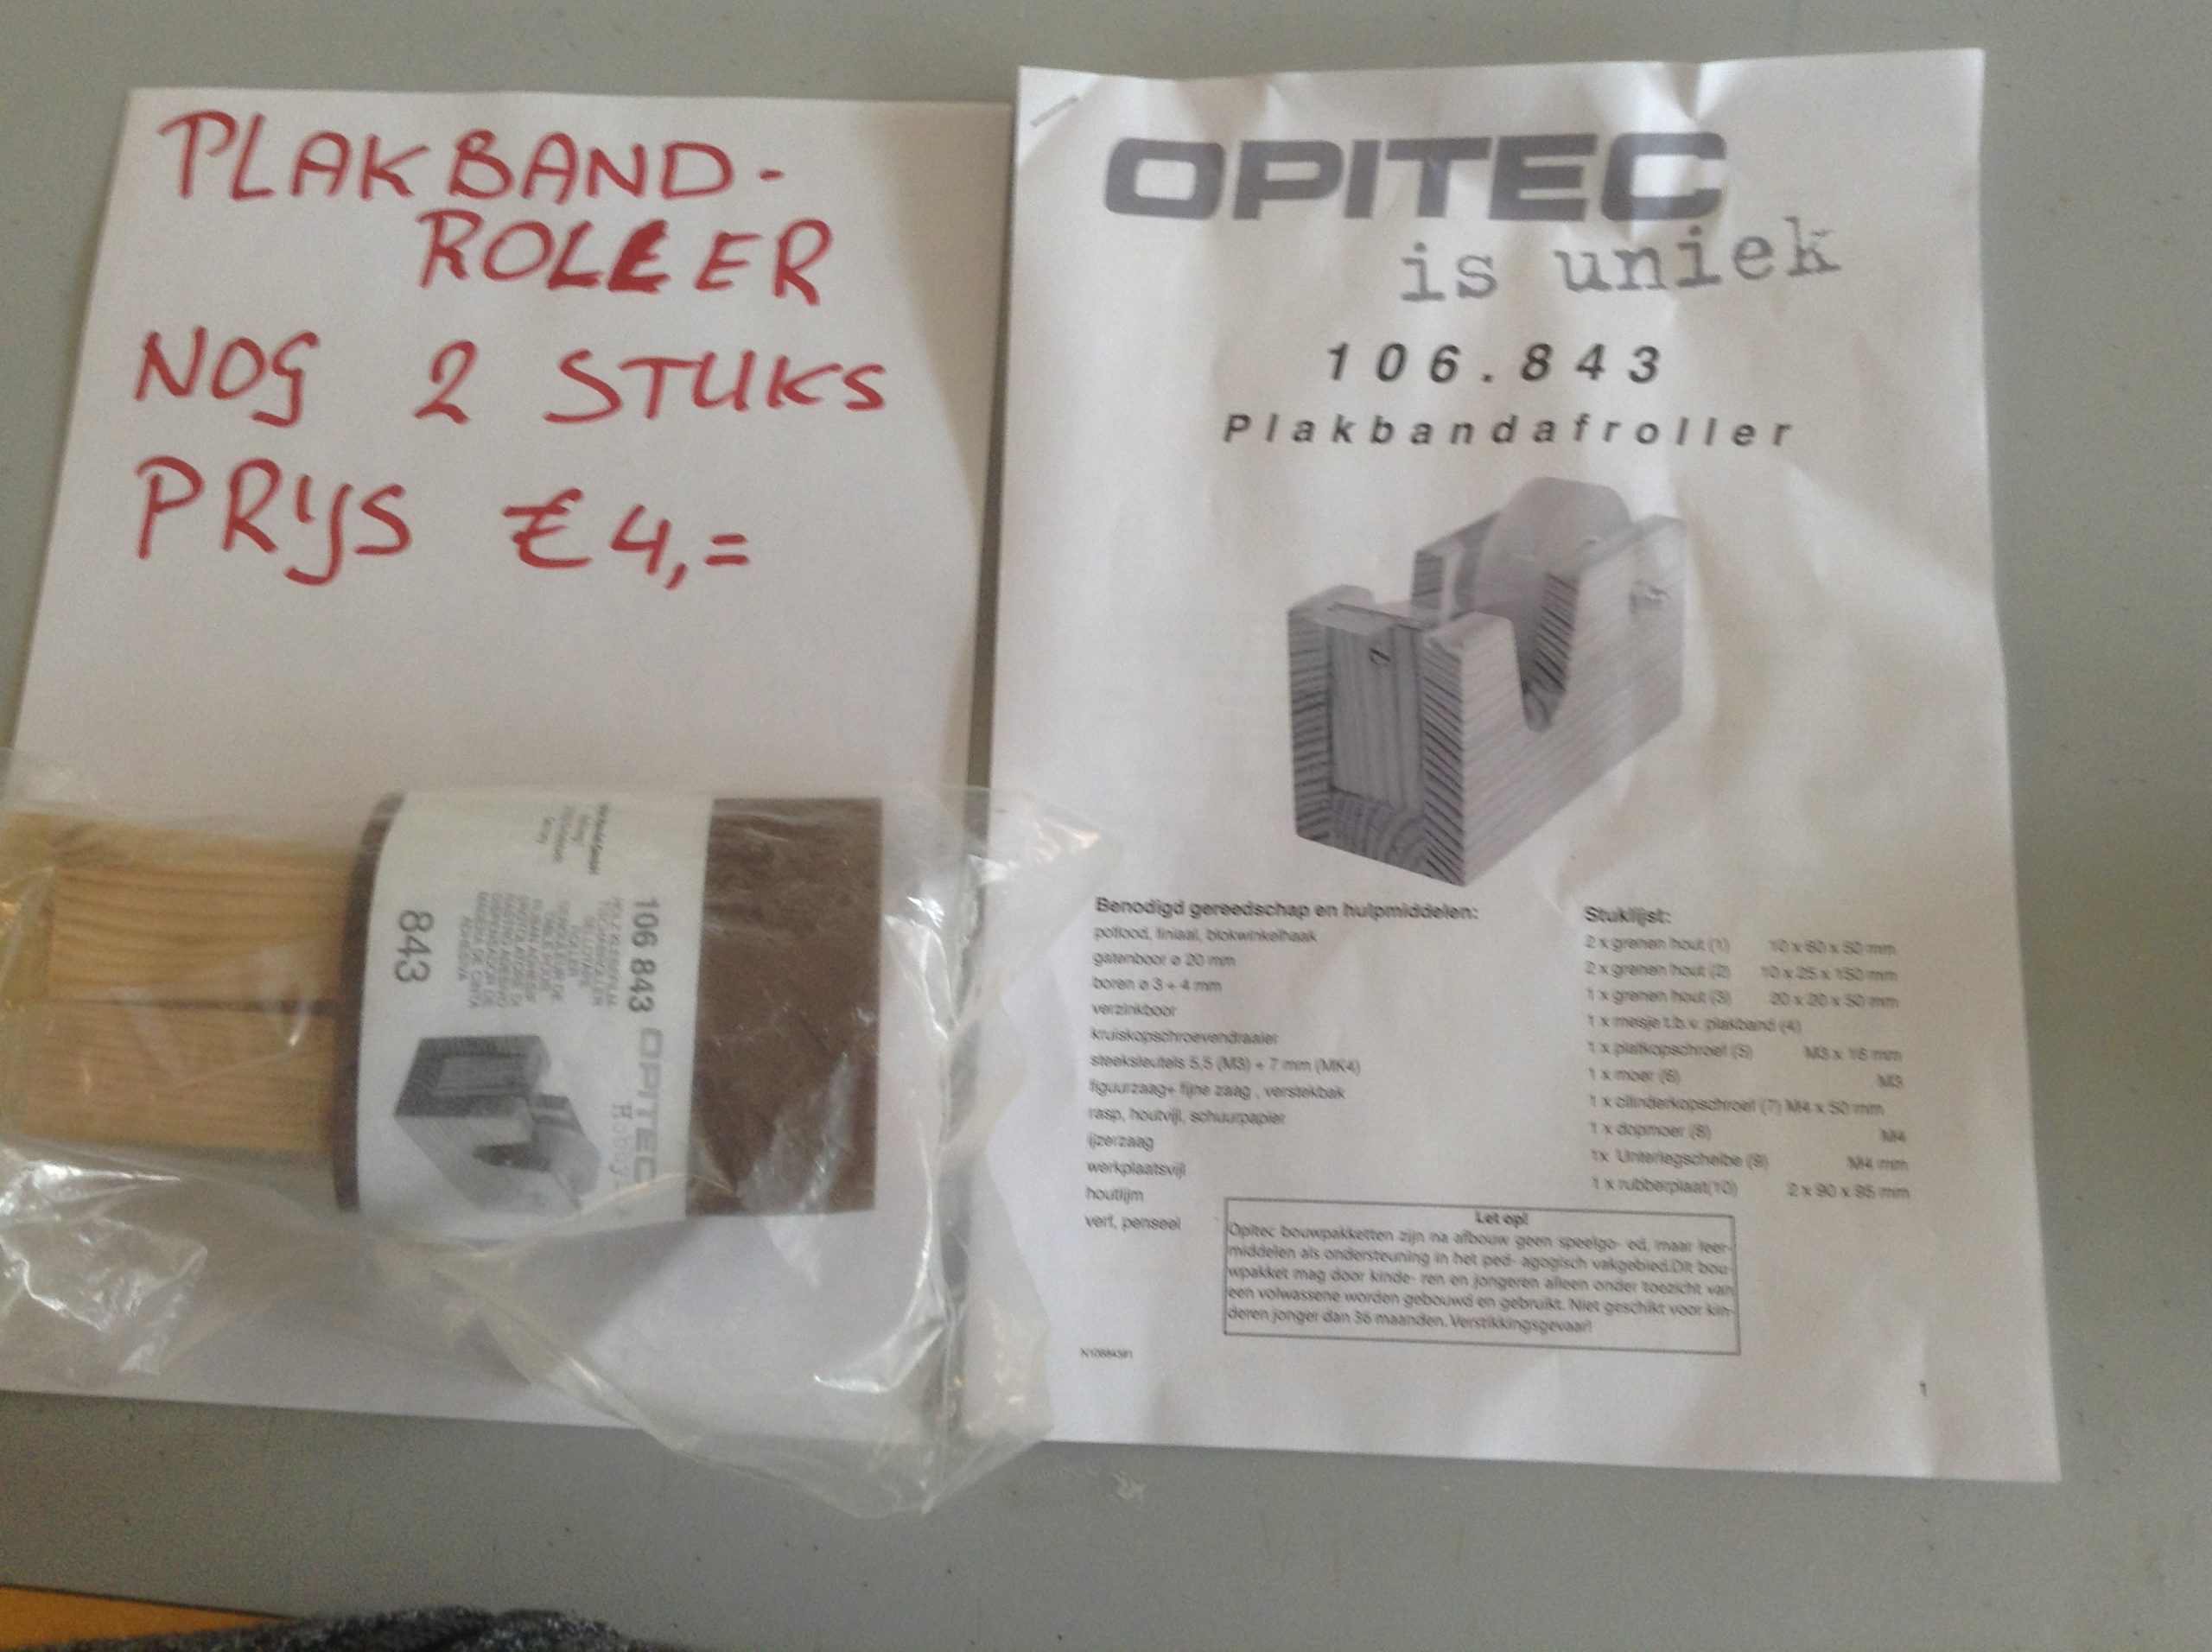 PLAKBAND-
ROLLER
NOG 2 STUKS
PRIJS € 4,=
OPITEC
is uniek
106.843
Plakbandafroller
Benodigd gereedschap en hulpmiddelen:
potlood, liniaal, blokwinkelhaak
gatenboor ø 20 mm
boren ø 3 + 4 mm
verzinkboor
kruiskopschroevendraaier
steeksleutels 5,5 (M3) + 7 mm (MK4)
figuurzaag+ fijne zaag , verstekbak
rasp, houtvijl, schuurpapier
ijzerzaag
werkplaatsvijl
houtlijm
verf, penseel
Stuklijst:
2 x grenen hout (1) 10 x 60 x 50 mm
2 x grenen hout (2) 10 x 25 x 150 mm
1 x grenen hout (3) 20 x 20 x 50 mm
1 x mesje t.b.v. plakband (4)
1 x platkopschroef (5) M3 x 16 mm
1 x moer (6) M3
1 x cilinderkopschroef (7) M4 x 50 mm
1 x dopmoer (8) M4
1x Unterlegscheibe (9) M4 mm
1 x rubberplaat(10) 2 x 90 x 95 mm
Let op!
Opitec bouwpakketten zijn na afbouw geen speelgo- ed, maar leer-
middelen als ondersteuning in het ped- agogisch vakgebied.Dit bou-
wpakket mag door kinde- ren en jongeren alleen onder toezicht van
een volwassene worden gebouwd en gebruikt. Niet geschikt voor kin-
deren jonger dan 36 maanden. Verstikkingsgevaar!
1
106 843
OPITEC
Hobbyfix
843